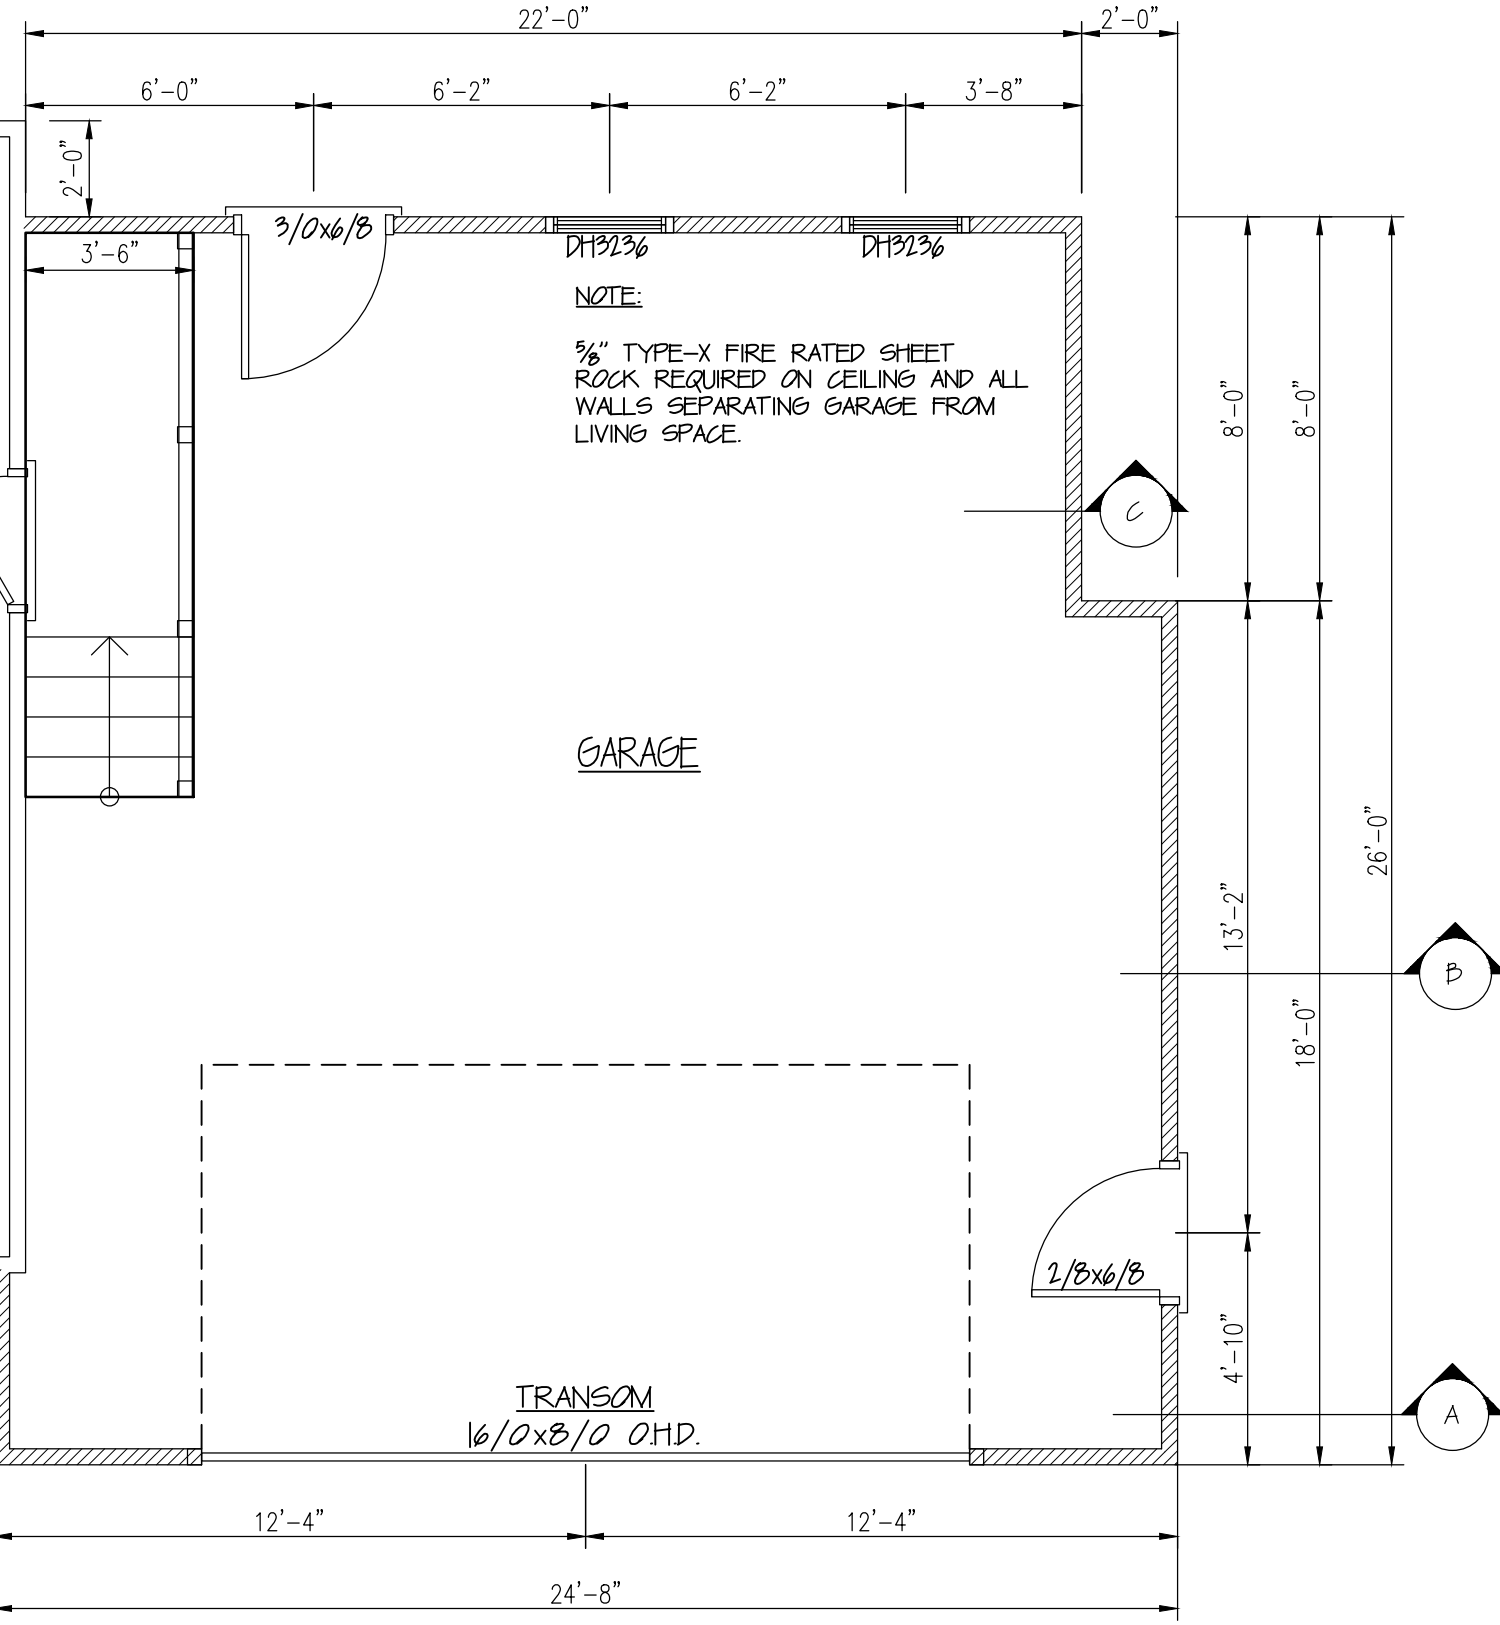 22'-0"
2'-0"
6'-0"
6'-2"
6'-2"
3'-8"
2'-0"
3/0x6/8
DH3236
DH3236
3'-6"
NOTE:
5/8" TYPE-X FIRE RATED SHEET
ROCK REQUIRED ON CEILING AND ALL
WALLS SEPARATING GARAGE FROM
LIVING SPACE.
8'-0"
8'-0"
C
GARAGE
26'-0"
13'-2"
B
18'-0"
2/8x6/8
4'-10"
TRANSOM
16/0x8/0 O.H.D.
A
12'-4"
12'-4"
24'-8"